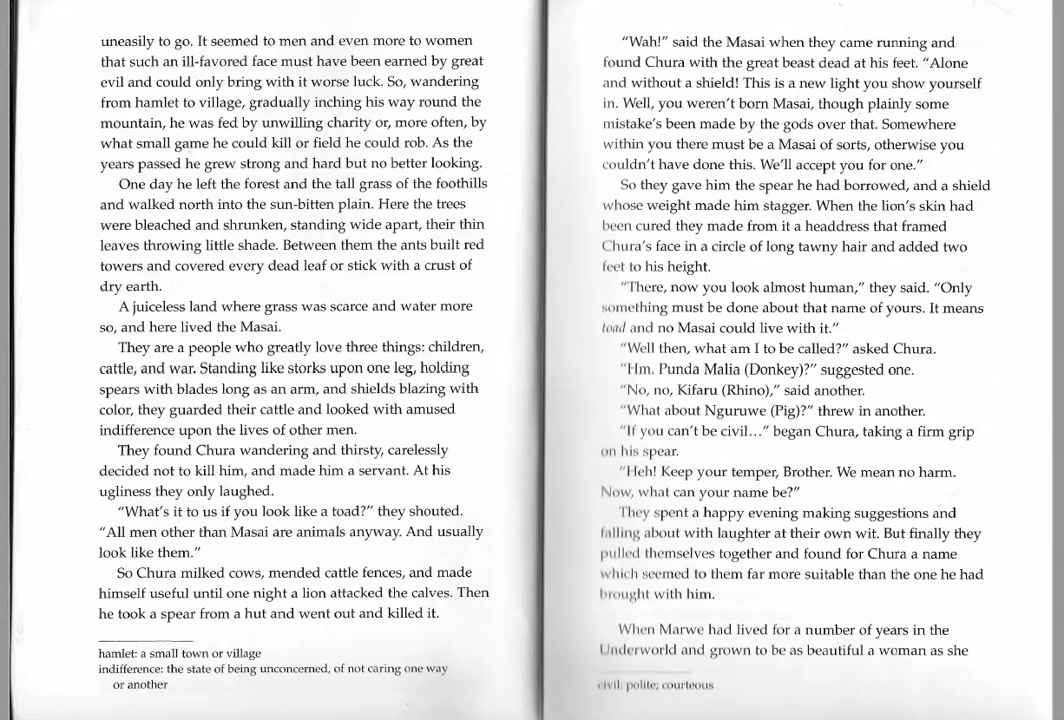 uneasily to go. It seemed to men and even more to women
that such an ill-favored face must have been earned by great
evil and could only bring with it worse luck. So, wandering
from hamlet to village, gradually inching his way round the
mountain, he was fed by unwilling charity or, more often, by
what small game he could kill or field he could rob. As the
years passed he grew strong and hard but no better looking.
One day he left the forest and the tall grass of the foothills
and walked north into the sun-bitten plain. Here the trees
were bleached and shrunken, standing wide apart, their thin
leaves throwing little shade. Between them the ants built red
towers and covered every dead leaf or stick with a crust of
dry earth.
A juiceless land where grass was scarce and water more
so, and here lived the Masai.
They are a people who greatly love three things: children,
cattle, and war. Standing like storks upon one leg, holding
spears with blades long as an arm, and shields blazing with
color, they guarded their cattle and looked with amused
indifference upon the lives of other men.
They found Chura wandering and thirsty, carelessly
decided not to kill him, and made him a servant. At his
ugliness they only laughed.
“What’s it to us if you look like a toad?” they shouted.
“All men other than Masai are animals anyway. And usually
look like them.”
So Chura milked cows, mended cattle fences, and made
himself useful until one night a lion attacked the calves. Then
he took a spear from a hut and went out and killed it.
hamlet: a small town or village
indifference: the state of being unconcerned, of not caring one way
or another
“Wah!” said the Masai when they came running and
found Chura with the great beast dead at his feet. “Alone
and without a shield! This is a new light you show yourself
in. Well, you weren’t born Masai, though plainly some
mistake’s been made by the gods over that. Somewhere
within you there must be a Masai of sorts, otherwise you
couldn’t have done this. We’ll accept you for one.”
So they gave him the spear he had borrowed, and a shield
whose weight made him stagger. When the lion’s skin had
been cured they made from it a headdress that framed
Chura’s face in a circle of long tawny hair and added two
feet to his height.
“There, now you look almost human,” they said. “Only
something must be done about that name of yours. It means
toad and no Masai could live with it.”
“Well then, what am I to be called?” asked Chura.
“Hm. Punda Malia (Donkey)?” suggested one.
“No, no, Kifaru (Rhino),” said another.
“What about Nguruwe (Pig)?” threw in another.
“If you can’t be civil…” began Chura, taking a firm grip
on his spear.
“Heh! Keep your temper, Brother. We mean no harm.
Now, what can your name be?”
They spent a happy evening making suggestions and
falling about with laughter at their own wit. But finally they
pulled themselves together and found for Chura a name
which seemed to them far more suitable than the one he had
brought with him.
When Marwe had lived for a number of years in the
Underworld and grown to be as beautiful a woman as she
civil: polite; courteous